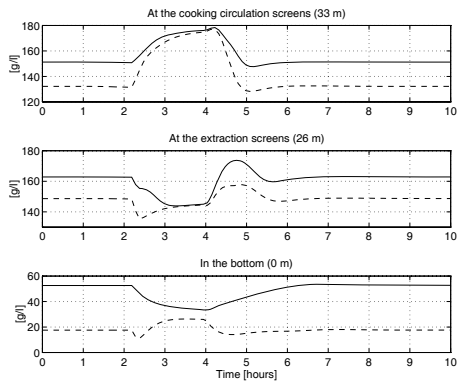 At the cooking circulation screens (33 m)
180
160
140
120
[g/l]
0 1 2 3 4 5 6 7 8 9 10
At the extraction screens (26 m)
180
160
140
[g/l]
0 1 2 3 4 5 6 7 8 9 10
In the bottom (0 m)
60
40
20
0
[g/l]
0 1 2 3 4 5 6 7 8 9 10
Time [hours]